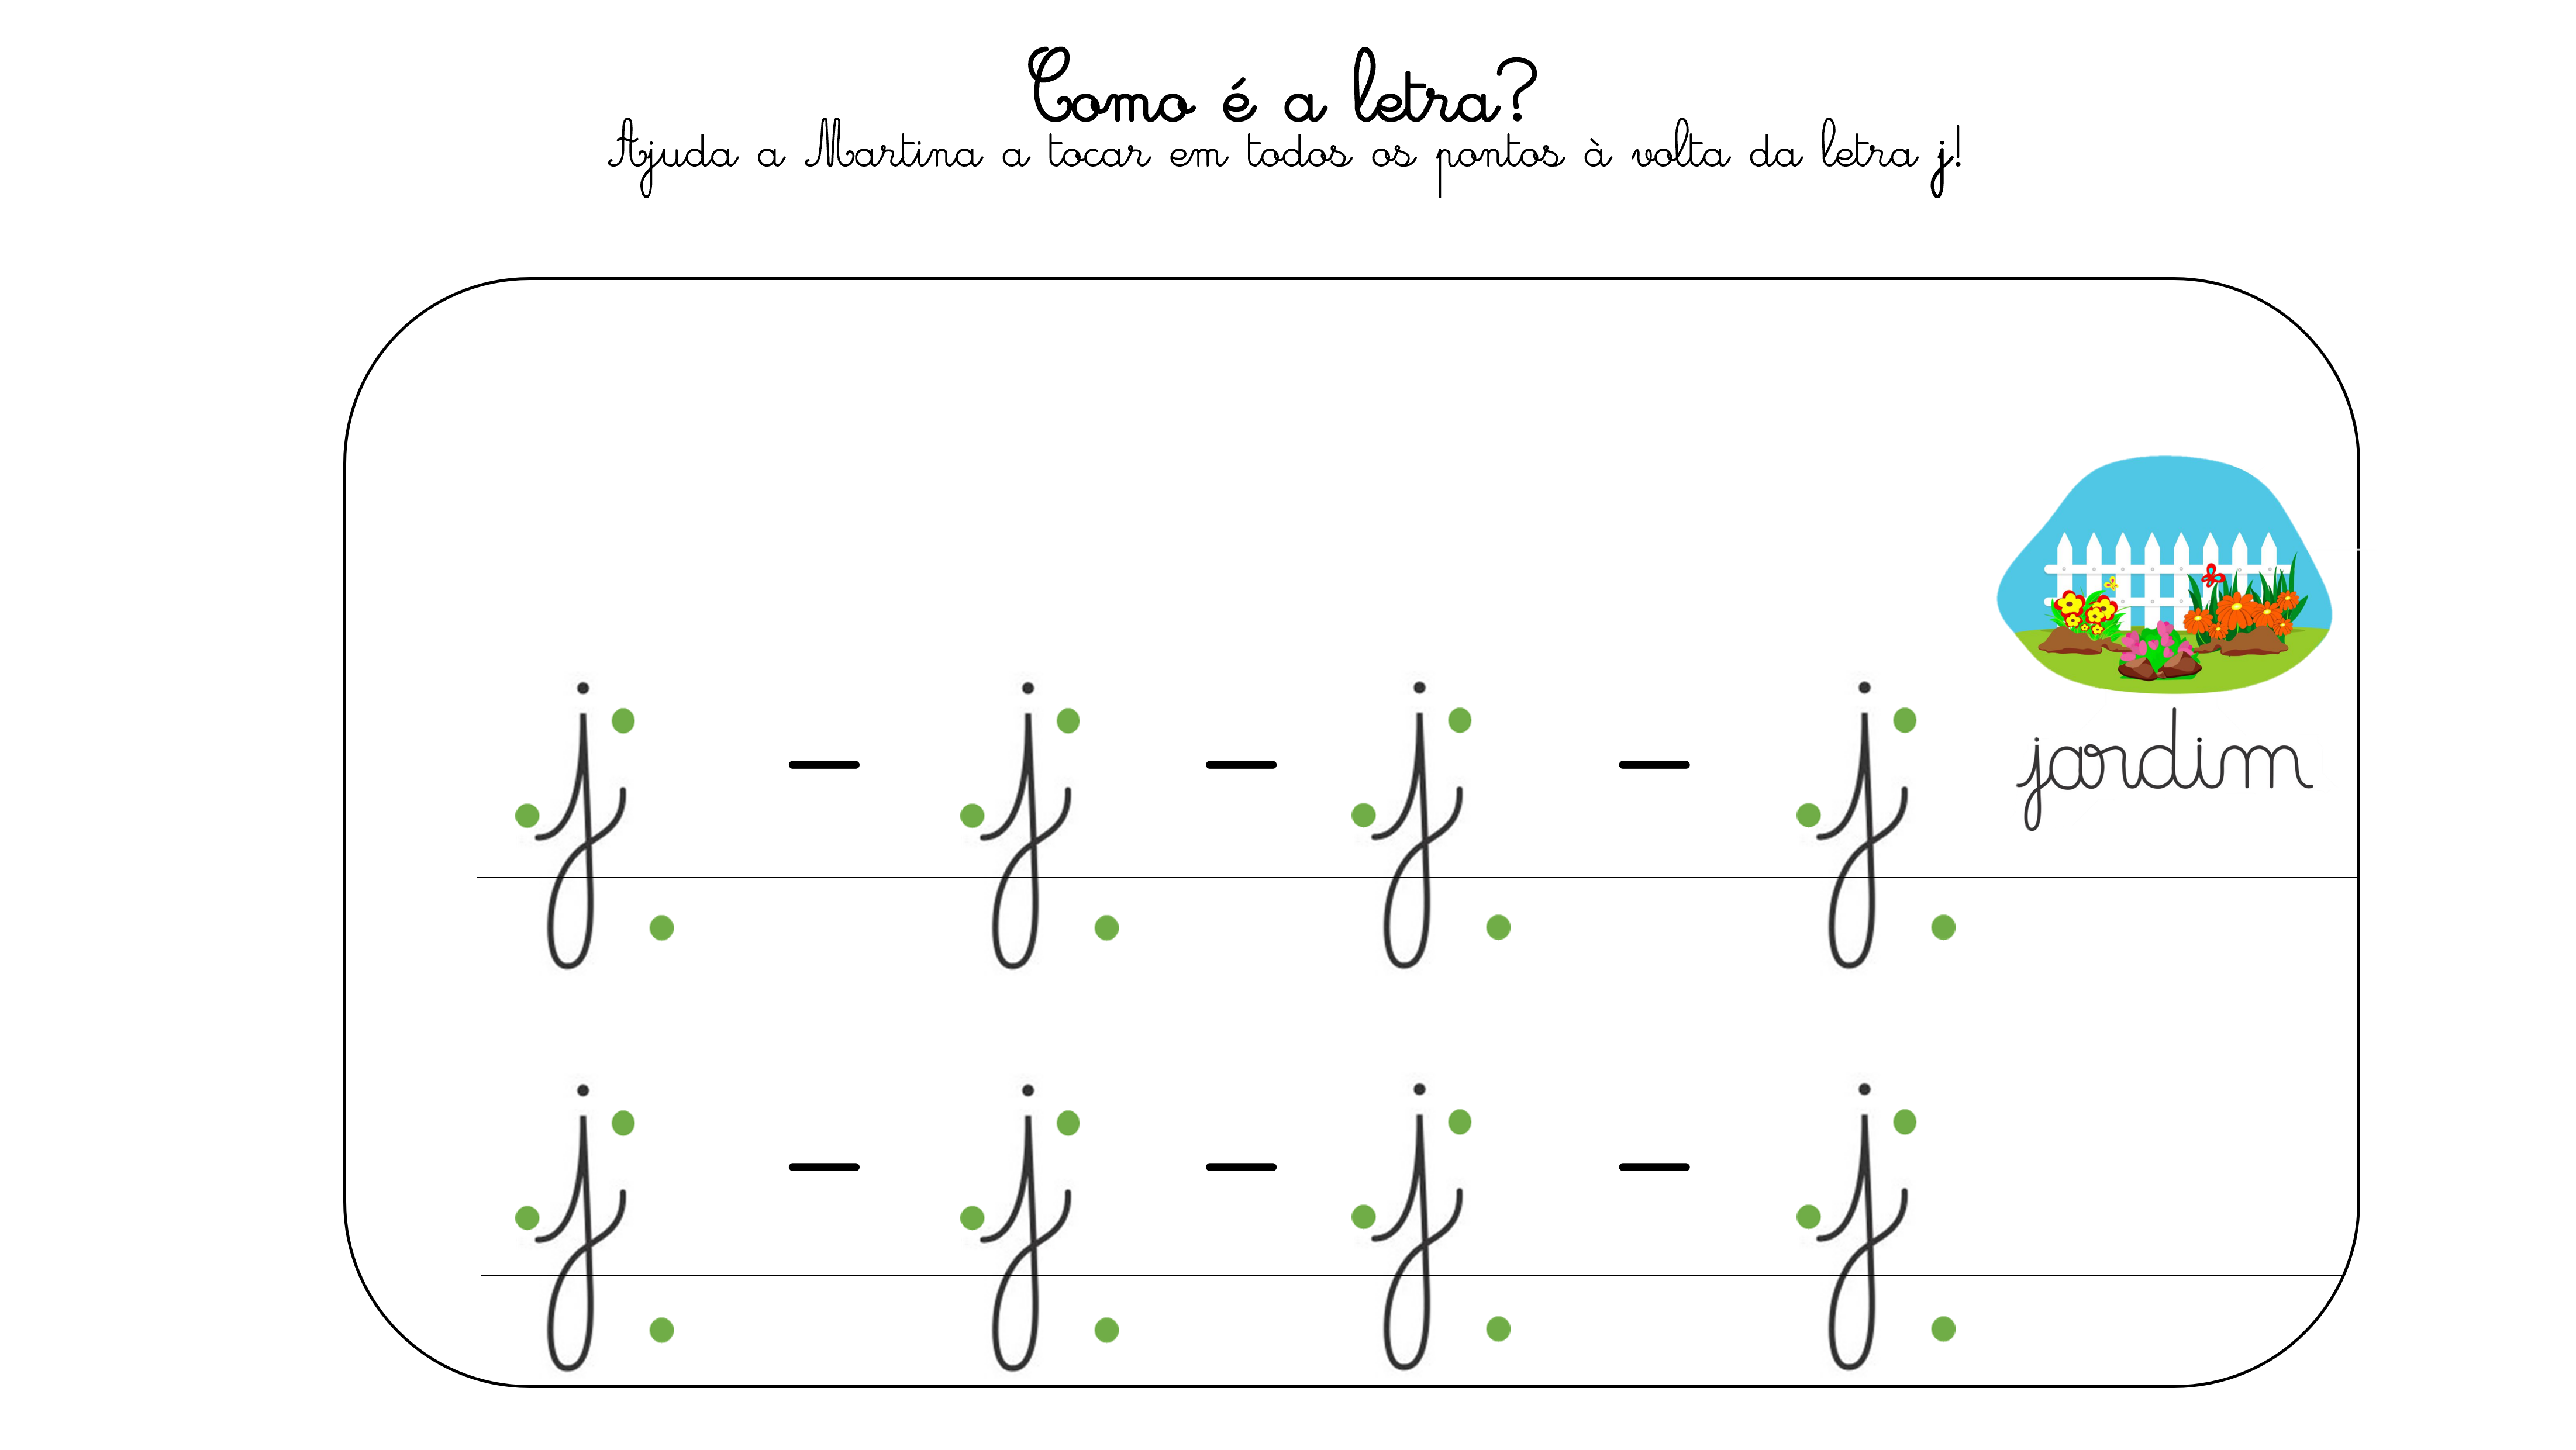 Como é a letra?
Ajuda a Martina a tocar em todos os pontos à volta da letra j!
jardim
j – j – j – j
j – j – j – j